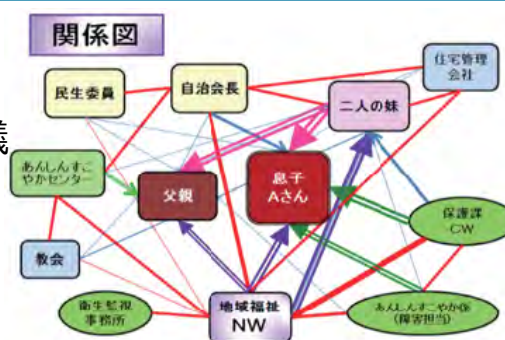 関係図
住宅管理
会社
民生委員
自治会長
二人の妹
あんしんすこ
やかセンター
父親
息子
Aさん
保護課
CW
教会
衛生監視
事務所
地域福祉
NW
あんしんすこやか係
(障害担当)